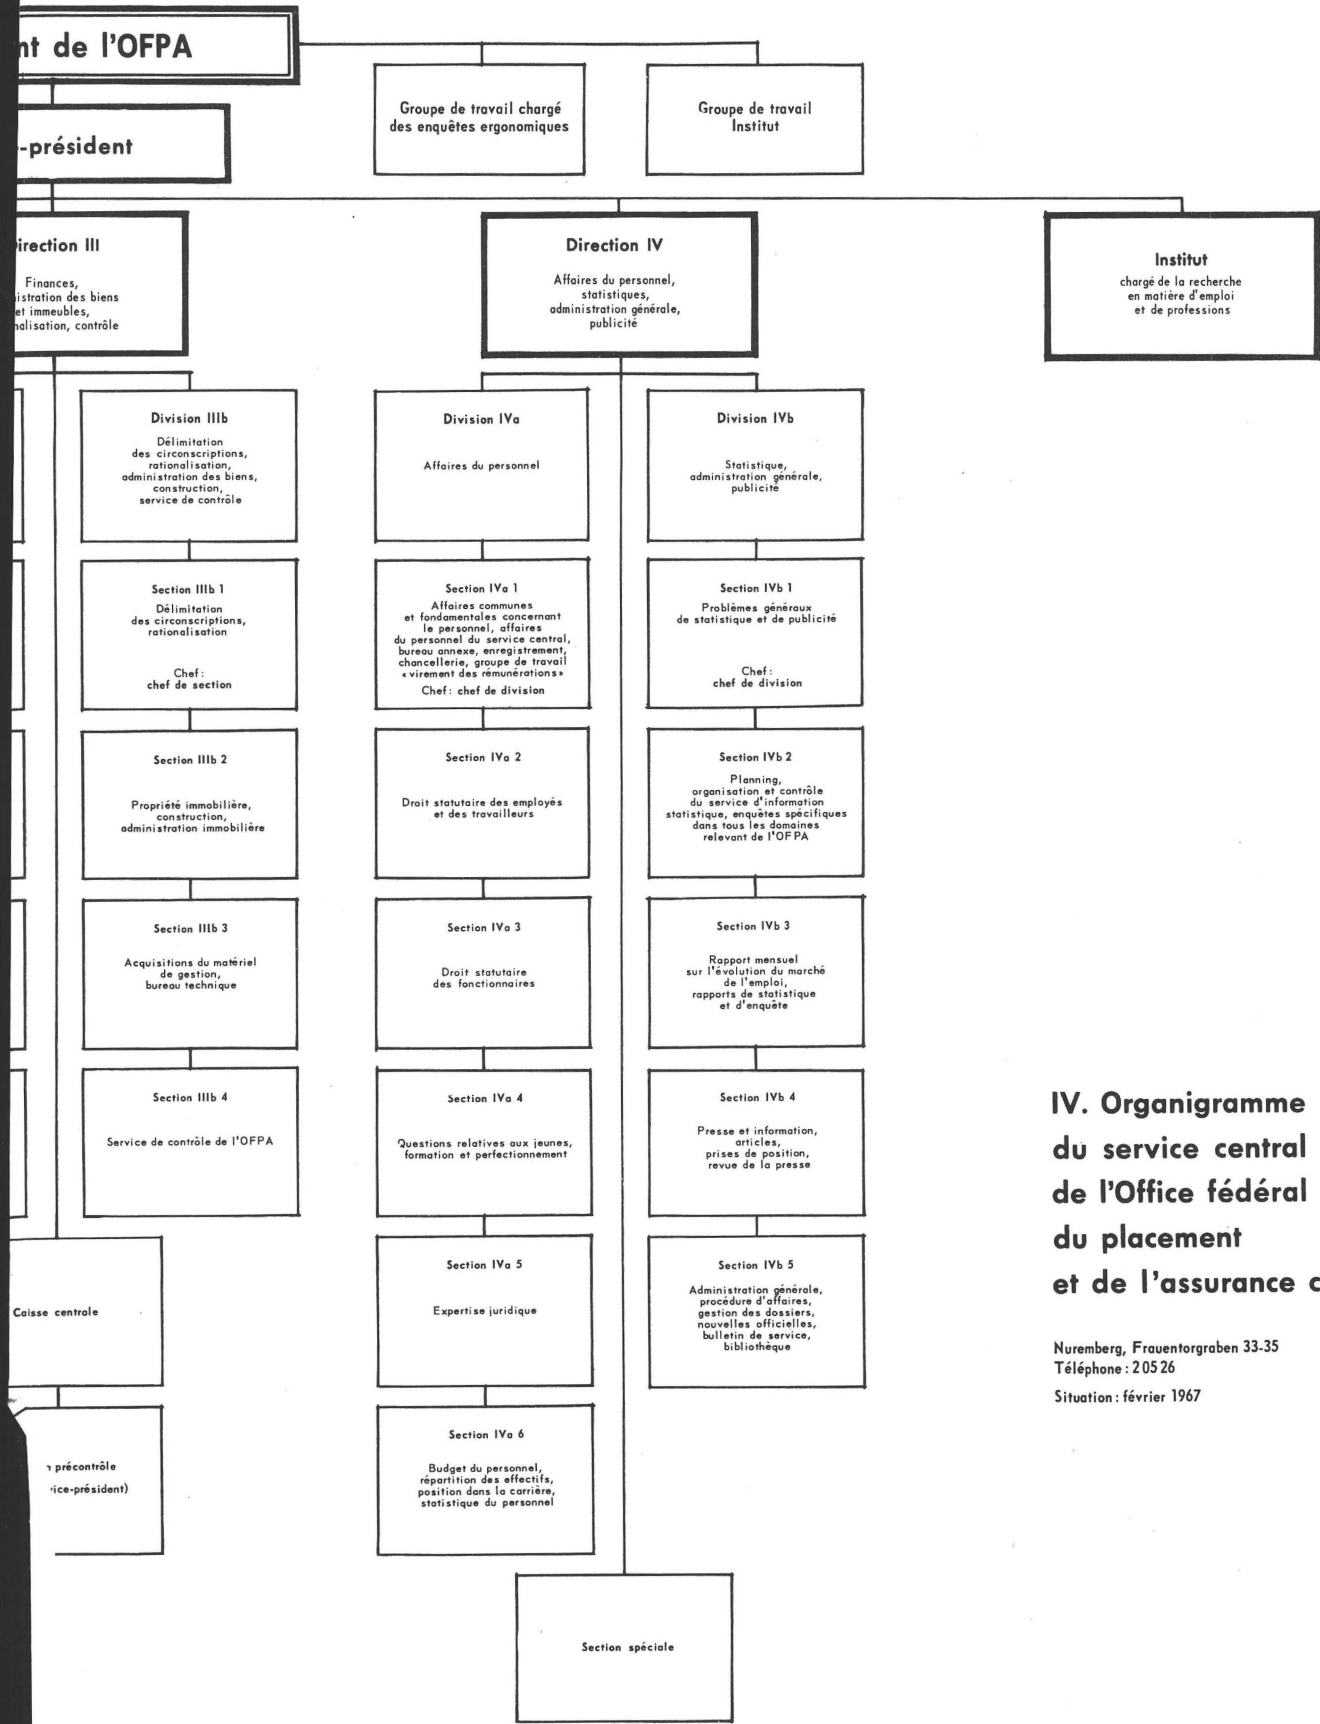 nt de l'OFPA
Groupe de travail chargé
des enquêtes ergonomiques
Groupe de travail
Institut
-président
irection III
Finances,
istration des biens
et immeubles,
nalisation, contrôle
Direction IV
Affaires du personnel,
statistiques,
administration générale,
publicité
Institut
chargé de la recherche
en matière d'emploi
et de professions
Division IIIb
Délimitation
des circonscriptions,
rationalisation,
administration des biens,
construction,
service de contrôle
Section IIIb 1
Délimitation
des circonscriptions,
rationalisation
Chef :
chef de section
Section IIIb 2
Propriété immobilière,
construction,
administration immobilière
Section IIIb 3
Acquisitions du matériel
de gestion,
bureau technique
Section IIIb 4
Service de contrôle de l'OFPA
Caisse centrale
précontrôle
ice-président)
Division IVa
Affaires du personnel
Section IVa 1
Affaires communes
et fondamentales concernant
le personnel, affaires
du personnel du service central,
bureau annexe, enregistrement,
chancellerie, groupe de travail
« virement des rémunérations»
Chef : chef de division
Section IVa 2
Droit statutaire des employés
et des travailleurs
Section IVa 3
Droit statutaire
des fonctionnaires
Section IVa 4
Questions relatives aux jeunes,
formation et perfectionnement
Section IVa 5
Expertise juridique
Section IVa 6
Budget du personnel,
répartition des effectifs,
position dans la carrière,
statistique du personnel
Division IVb
Statistique,
administration générale,
publicité
Section IVb 1
Problèmes généraux
de statistique et de publicité
Chef :
chef de division
Section IVb 2
Planning,
organisation et contrôle
du service d'information
statistique, enquêtes spécifiques
dans tous les domaines
relevant de l'OFPA
Section IVb 3
Rapport mensuel
sur l'évolution du marché
de l'emploi,
rapports de statistique
et d'enquête
Section IVb 4
Presse et information,
articles,
prises de position,
revue de la presse
Section IVb 5
Administration générale,
procédure d'affaires,
gestion des dossiers,
nouvelles officielles,
bulletin de service,
bibliothèque
Section spéciale
IV. Organigramme
du service central
de l'Office fédéral
du placement
et de l'assurance c
Nuremberg, Frauentorgraben 33-35
Téléphone : 2 05 26
Situation : février 1967